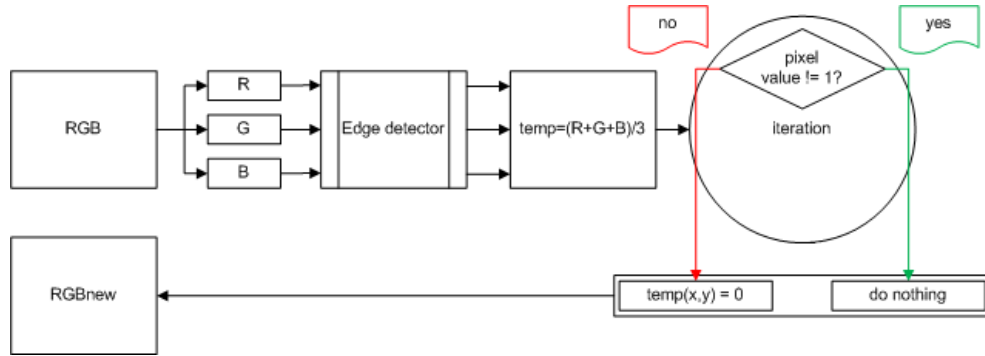 no
yes
pixel
value != 1?
R
RGB
G
Edge detector
temp=(R+G+B)/3
iteration
B
RGBnew
temp(x,y) = 0
do nothing